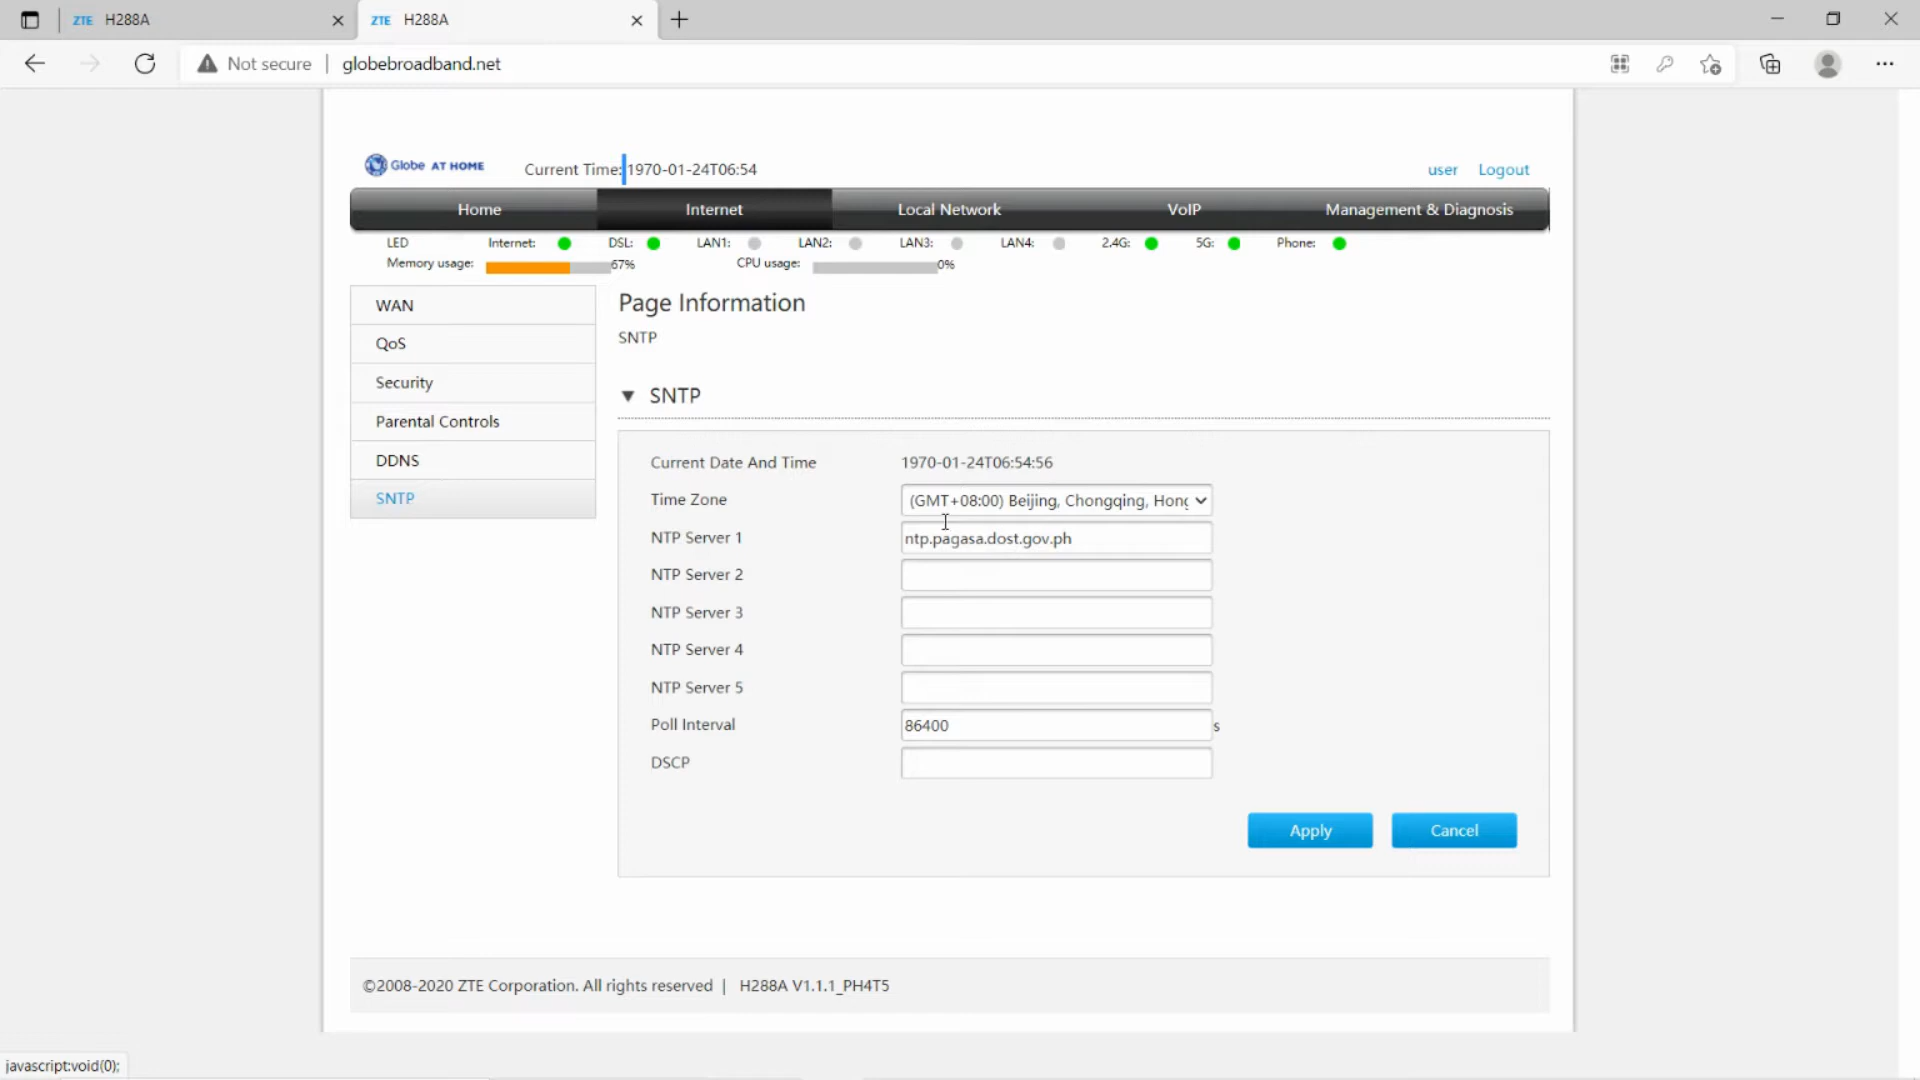 ZTE H288A
ZTE H288A
Not secure | globebroadband.net
Globe AT HOME
Current Time: 1970-01-24T06:54
user Logout
Home Internet Local Network VoIP Management & Diagnosis
LED Internet: DSL: LAN1: LAN2: LAN3: LAN4: 2.4G: 5G: Phone:
Memory usage: 67% CPU usage: 0%
WAN
QoS
Security
Parental Controls
DDNS
SNTP
Page Information
SNTP
SNTP
Current Date And Time 1970-01-24T06:54:56
Time Zone (GMT+08:00) Beijing, Chongqing, Hong
NTP Server 1 ntp.pagasa.dost.gov.ph
NTP Server 2
NTP Server 3
NTP Server 4
NTP Server 5
Poll Interval 86400 s
DSCP
Apply Cancel
©2008-2020 ZTE Corporation. All rights reserved | H288A V1.1.1_PH4T5
javascript:void(0);